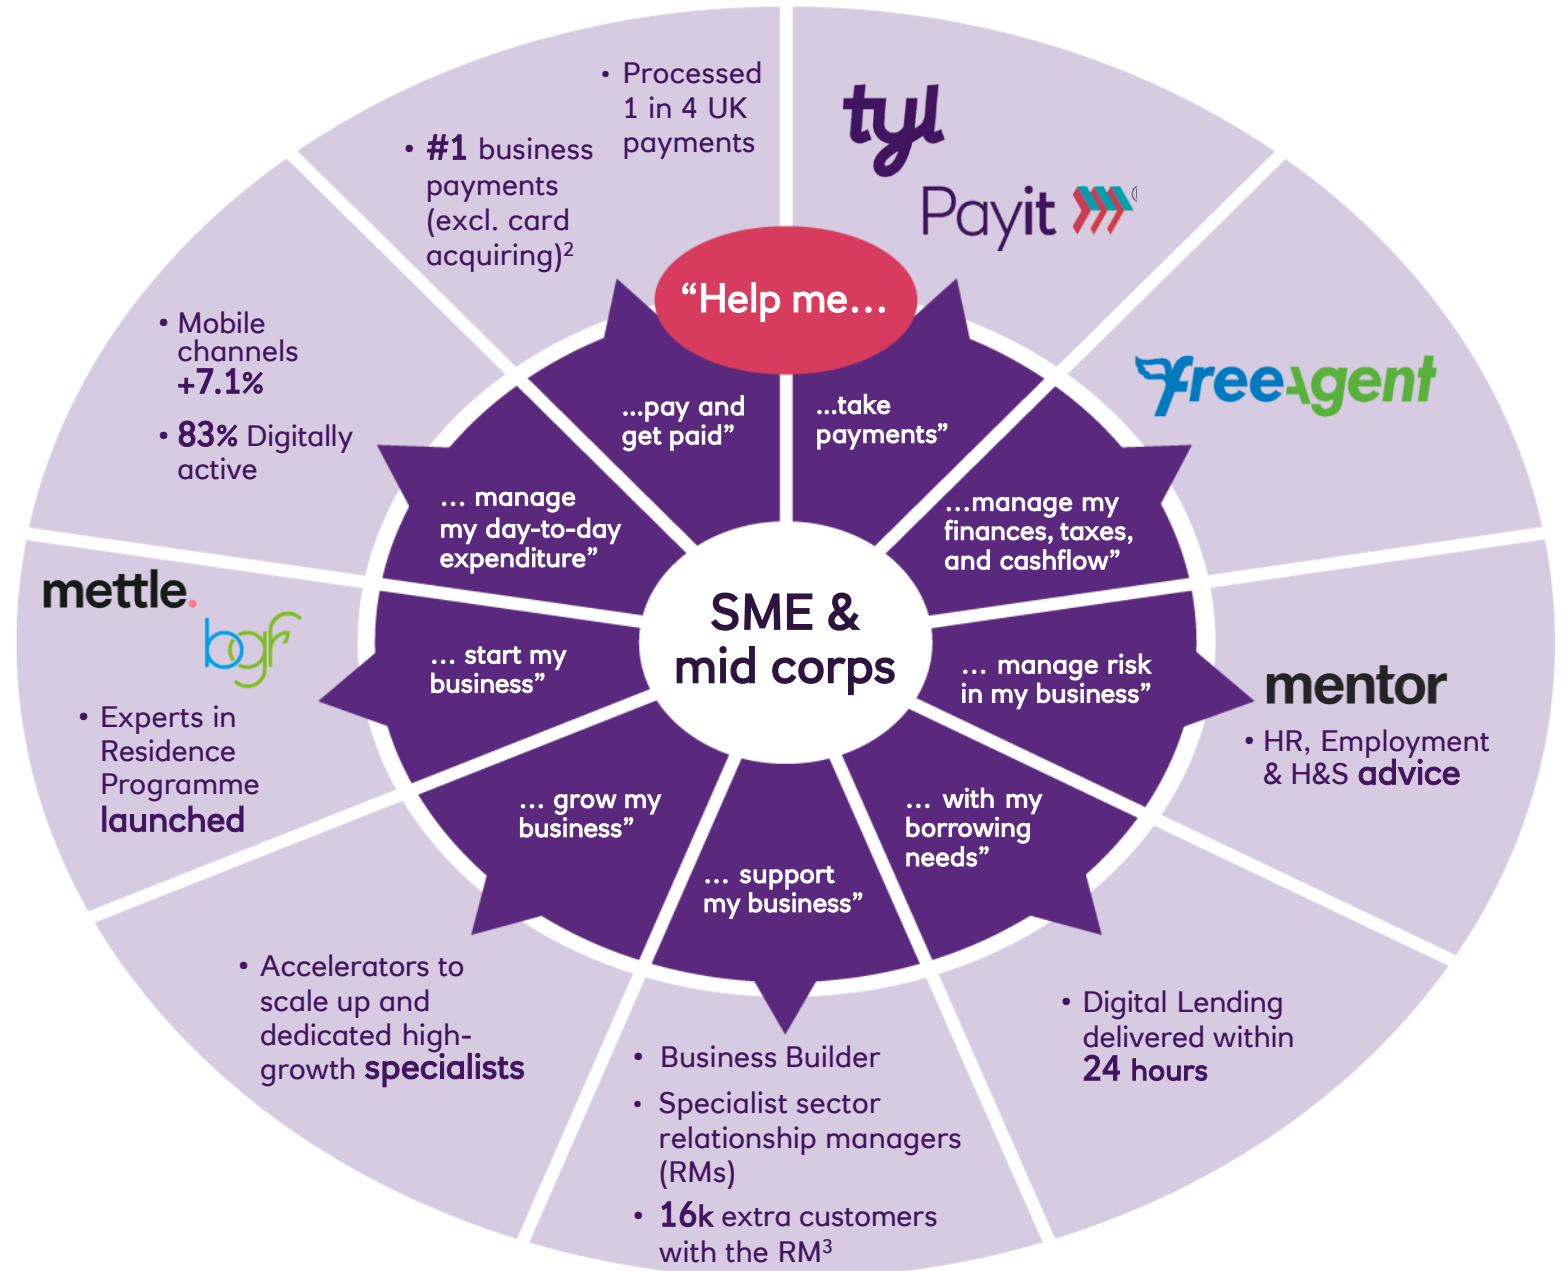 • Processed
1 in 4 UK
payments
• #1 business
payments
(excl. card
acquiring)2
tyl
Payit
“Help me…
• Mobile
channels
+7.1%
• 83% Digitally
active
freeagent
…pay and
get paid”
…take
payments”
… manage
my day-to-day
expenditure”
…manage my
finances, taxes,
and cashflow”
mettle.
bgf
• Experts in
Residence
Programme
launched
… start my
business”
SME &
mid corps
… manage risk
in my business”
mentor
• HR, Employment
& H&S advice
… grow my
business”
… support
my business”
… with my
borrowing
needs”
• Accelerators to
scale up and
dedicated high-
growth specialists
• Business Builder
• Specialist sector
relationship managers
(RMs)
• 16k extra customers
with the RM3
• Digital Lending
delivered within
24 hours